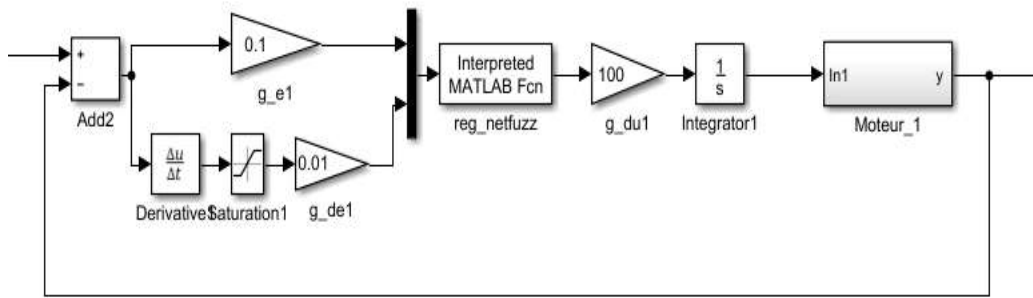 +
−
Add2
0.1
g_e1
Δu
Δt
Derivative1
Saturation1
0.01
g_de1
Interpreted
MATLAB Fcn
reg_netfuzz
100
g_du1
1
s
Integrator1
In1
y
Moteur_1